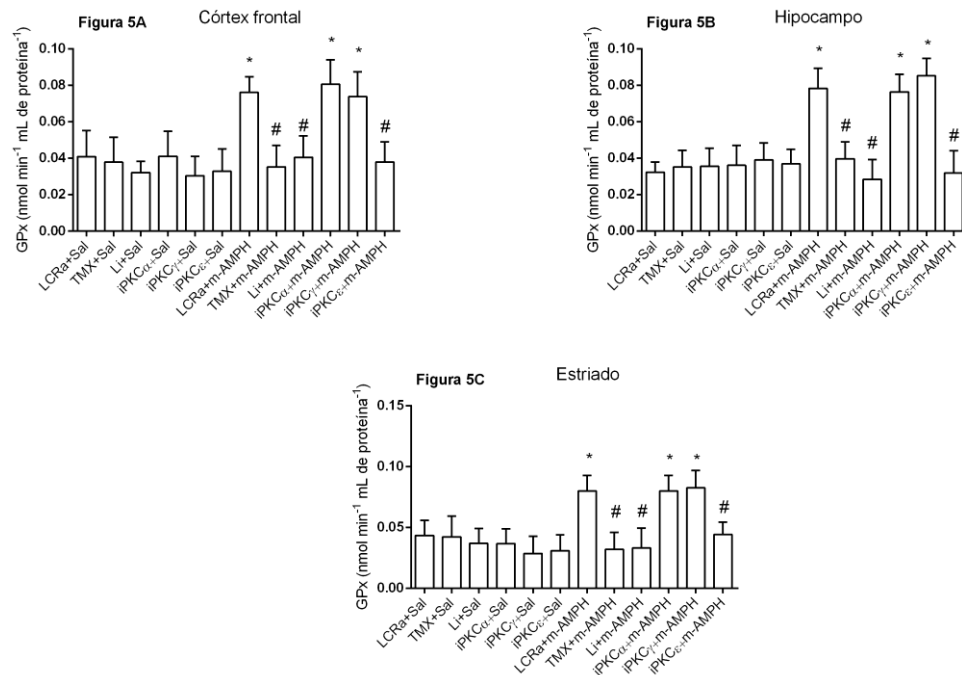 Figura 5A
Córtex frontal
GPx (nmol min⁻¹ mL de proteína⁻¹)
0.10
0.08
0.06
0.04
0.02
0.00
* # # * * #
LCRa+Sal
TMX+Sal
Li+Sal
iPKCα+Sal
iPKCγ+Sal
iPKCε+Sal
LCRa+m-AMPH
TMX+m-AMPH
Li+m-AMPH
iPKCα+m-AMPH
iPKCγ+m-AMPH
iPKCε+m-AMPH
Figura 5B
Hipocampo
GPx (nmol min⁻¹ mL de proteína⁻¹)
0.10
0.08
0.06
0.04
0.02
0.00
* # # * * #
LCRa+Sal
TMX+Sal
Li+Sal
iPKCα+Sal
iPKCγ+Sal
iPKCε+Sal
LCRa+m-AMPH
TMX+m-AMPH
Li+m-AMPH
iPKCα+m-AMPH
iPKCγ+m-AMPH
iPKCε+m-AMPH
Figura 5C
Estriado
GPx (nmol min⁻¹ mL de proteína⁻¹)
0.15
0.10
0.05
0.00
* # # * * #
LCRa+Sal
TMX+Sal
Li+Sal
iPKCα+Sal
iPKCγ+Sal
iPKCε+Sal
LCRa+m-AMPH
TMX+m-AMPH
Li+m-AMPH
iPKCα+m-AMPH
iPKCγ+m-AMPH
iPKCε+m-AMPH